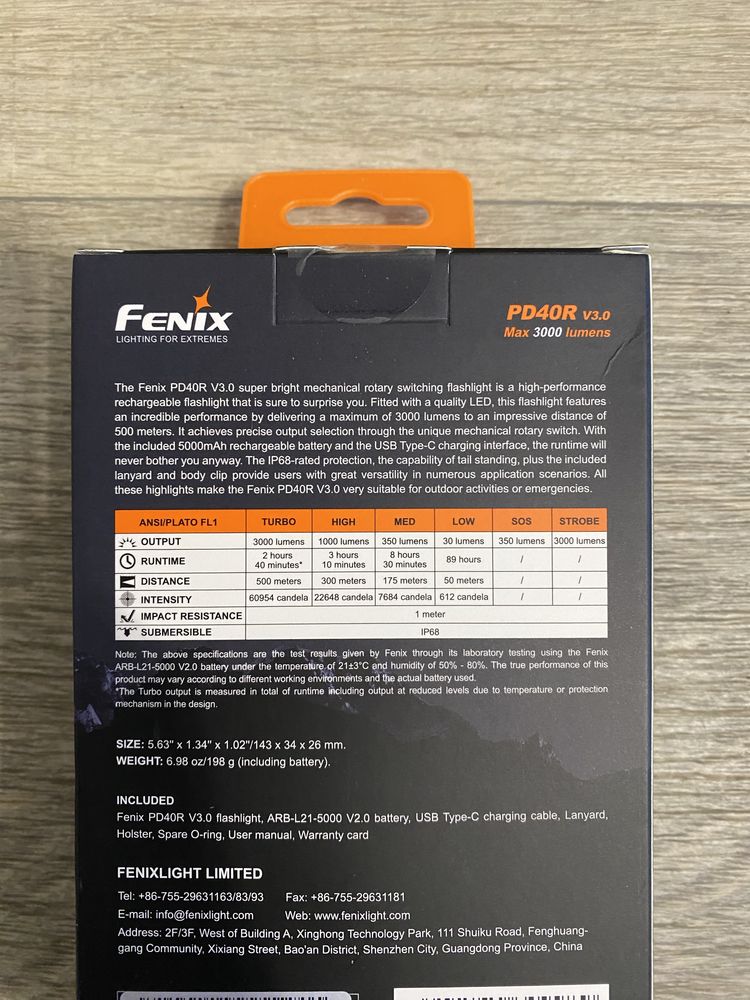 FENIX
LIGHTING FOR EXTREMES
PD40R V3.0
Max 3000 lumens
The Fenix PD40R V3.0 super bright mechanical rotary switching flashlight is a high-performance
rechargeable flashlight that is sure to surprise you. Fitted with a quality LED, this flashlight features
an incredible performance by delivering a maximum of 3000 lumens to an impressive distance of
500 meters. It achieves precise output selection through the unique mechanical rotary switch. With
the included 5000mAh rechargeable battery and the USB Type-C charging interface, the runtime will
never bother you anyway. The IP68-rated protection, the capability of tail standing, plus the included
lanyard and body clip provide users with great versatility in numerous application scenarios. All
these highlights make the Fenix PD40R V3.0 very suitable for outdoor activities or emergencies.
ANSI/PLATO FL1 TURBO HIGH MED LOW SOS STROBE
OUTPUT 3000 lumens 1000 lumens 350 lumens 30 lumens 350 lumens 3000 lumens
RUNTIME 2 hours 40 minutes* 3 hours 10 minutes 8 hours 30 minutes 89 hours / /
DISTANCE 500 meters 300 meters 175 meters 50 meters / /
INTENSITY 60954 candela 22648 candela 7684 candela 612 candela / /
IMPACT RESISTANCE 1 meter
SUBMERSIBLE IP68
Note: The above specifications are the test results given by Fenix through its laboratory testing using the Fenix
ARB-L21-5000 V2.0 battery under the temperature of 21±3°C and humidity of 50% - 80%. The true performance of this
product may vary according to different working environments and the actual battery used.
*The Turbo output is measured in total of runtime including output at reduced levels due to temperature or protection
mechanism in the design.
SIZE: 5.63" x 1.34" x 1.02"/143 x 34 x 26 mm.
WEIGHT: 6.98 oz/198 g (including battery).
INCLUDED
Fenix PD40R V3.0 flashlight, ARB-L21-5000 V2.0 battery, USB Type-C charging cable, Lanyard,
Holster, Spare O-ring, User manual, Warranty card
FENIXLIGHT LIMITED
Tel: +86-755-29631163/83/93 Fax: +86-755-29631181
E-mail: info@fenixlight.com Web: www.fenixlight.com
Address: 2F/3F, West of Building A, Xinghong Technology Park, 111 Shuiku Road, Fenghuang-
gang Community, Xixiang Street, Bao'an District, Shenzhen City, Guangdong Province, China